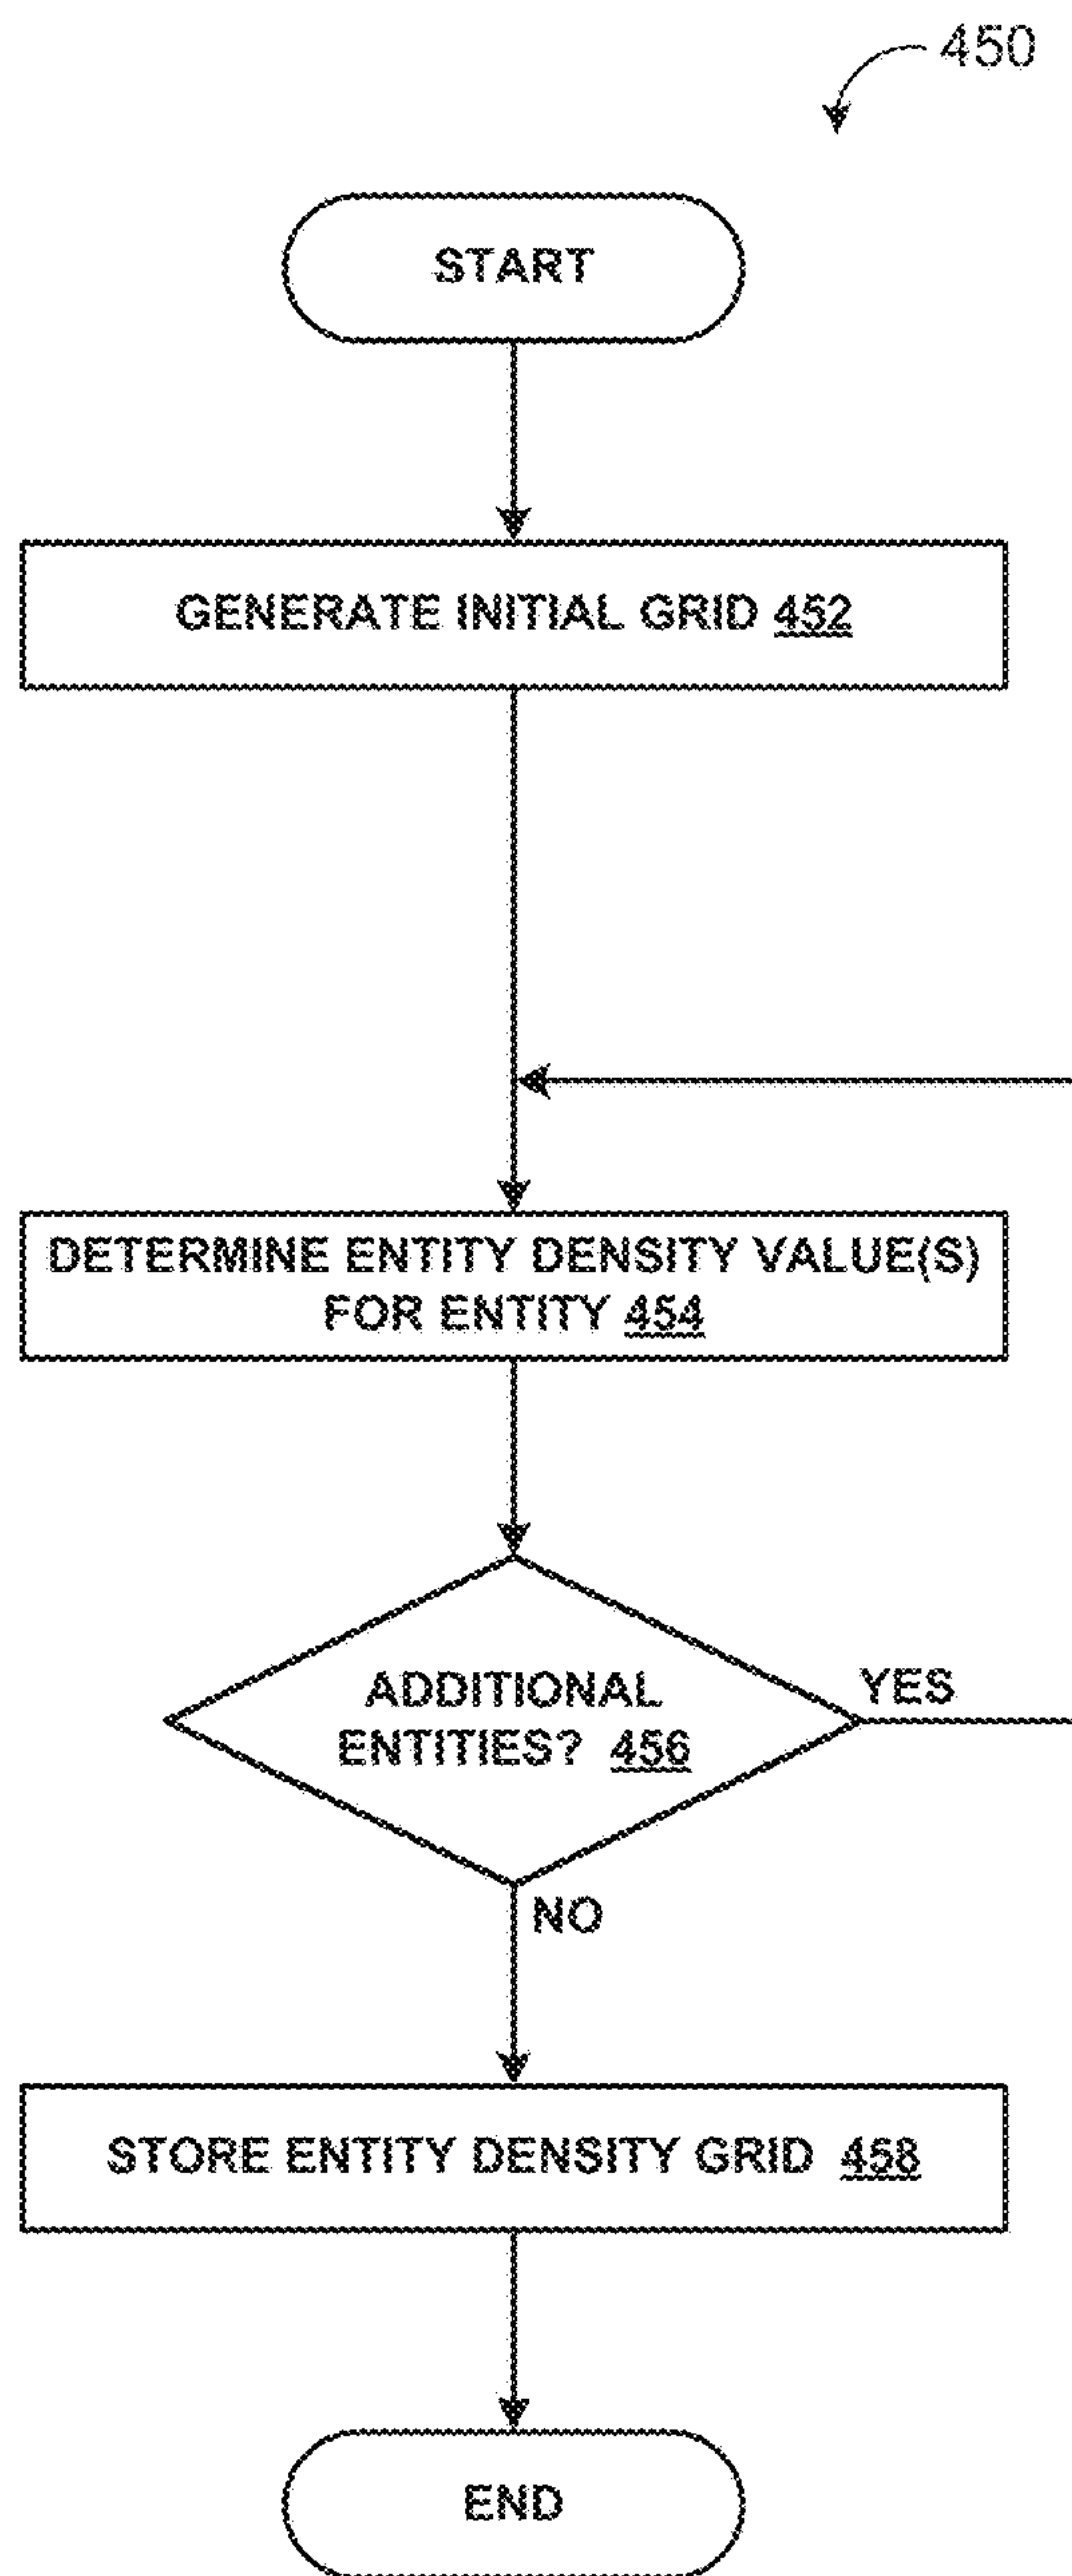 450
START
GENERATE INITIAL GRID 452
DETERMINE ENTITY DENSITY VALUE(S)
FOR ENTITY 454
ADDITIONAL
ENTITIES? 456
YES
NO
STORE ENTITY DENSITY GRID 458
END